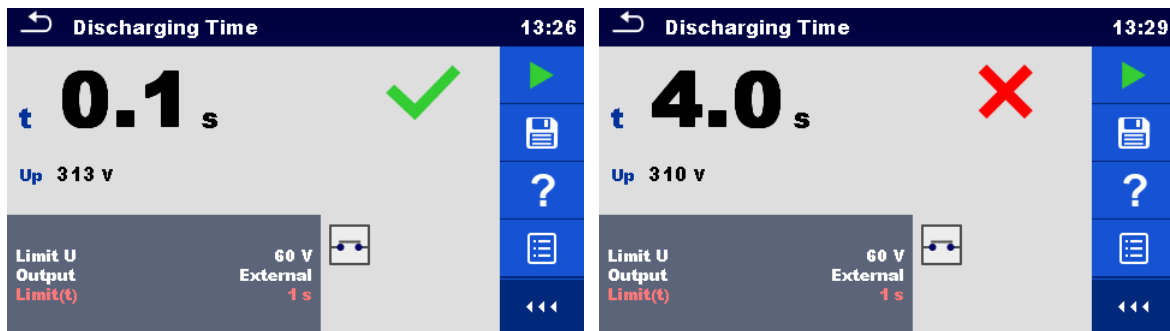 Discharging Time 13:26
t 0.1 s
Up 313 V
Limit U 60 V
Output External
Limit(t) 1 s
?
Discharging Time 13:29
t 4.0 s
Up 310 V
Limit U 60 V
Output External
Limit(t) 1 s
?